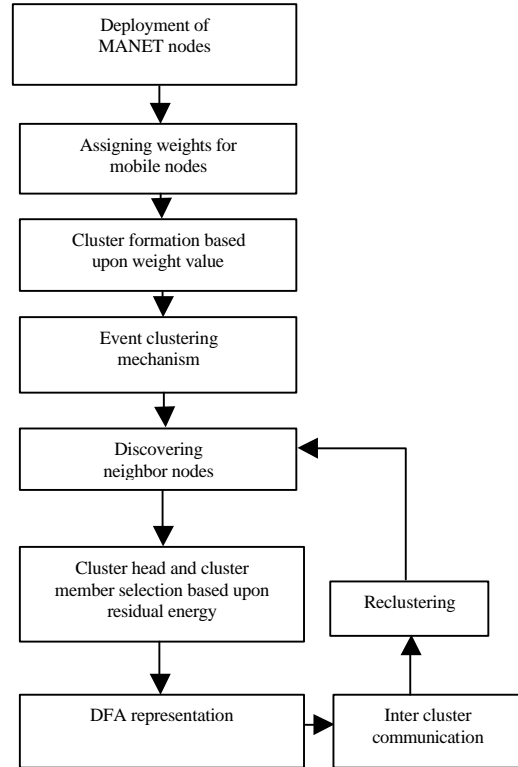 Deployment of
MANET nodes
Assigning weights for
mobile nodes
Cluster formation based
upon weight value
Event clustering
mechanism
Discovering
neighbor nodes
Cluster head and cluster
member selection based upon
residual energy
Reclustering
DFA representation
Inter cluster
communication